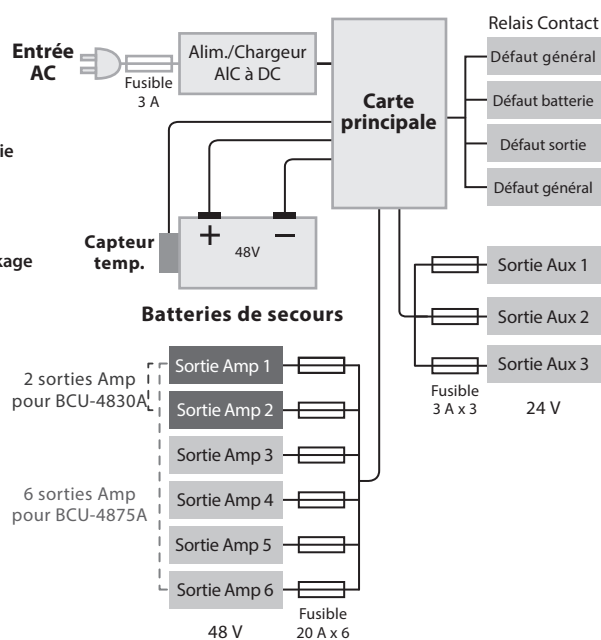 Relais Contact
Entrée
AC
Fusible
3 A
Alim./Chargeur
AlC à DC
Carte
principale
Défaut général
Défaut batterie
Défaut sortie
Défaut général
ie
kage
Capteur
temp.
+
−
48V
Batteries de secours
Sortie Aux 1
Sortie Aux 2
Sortie Aux 3
Fusible
3 A x 3
24 V
2 sorties Amp
pour BCU-4830A
6 sorties Amp
pour BCU-4875A
Sortie Amp 1
Sortie Amp 2
Sortie Amp 3
Sortie Amp 4
Sortie Amp 5
Sortie Amp 6
48 V
Fusible
20 A x 6